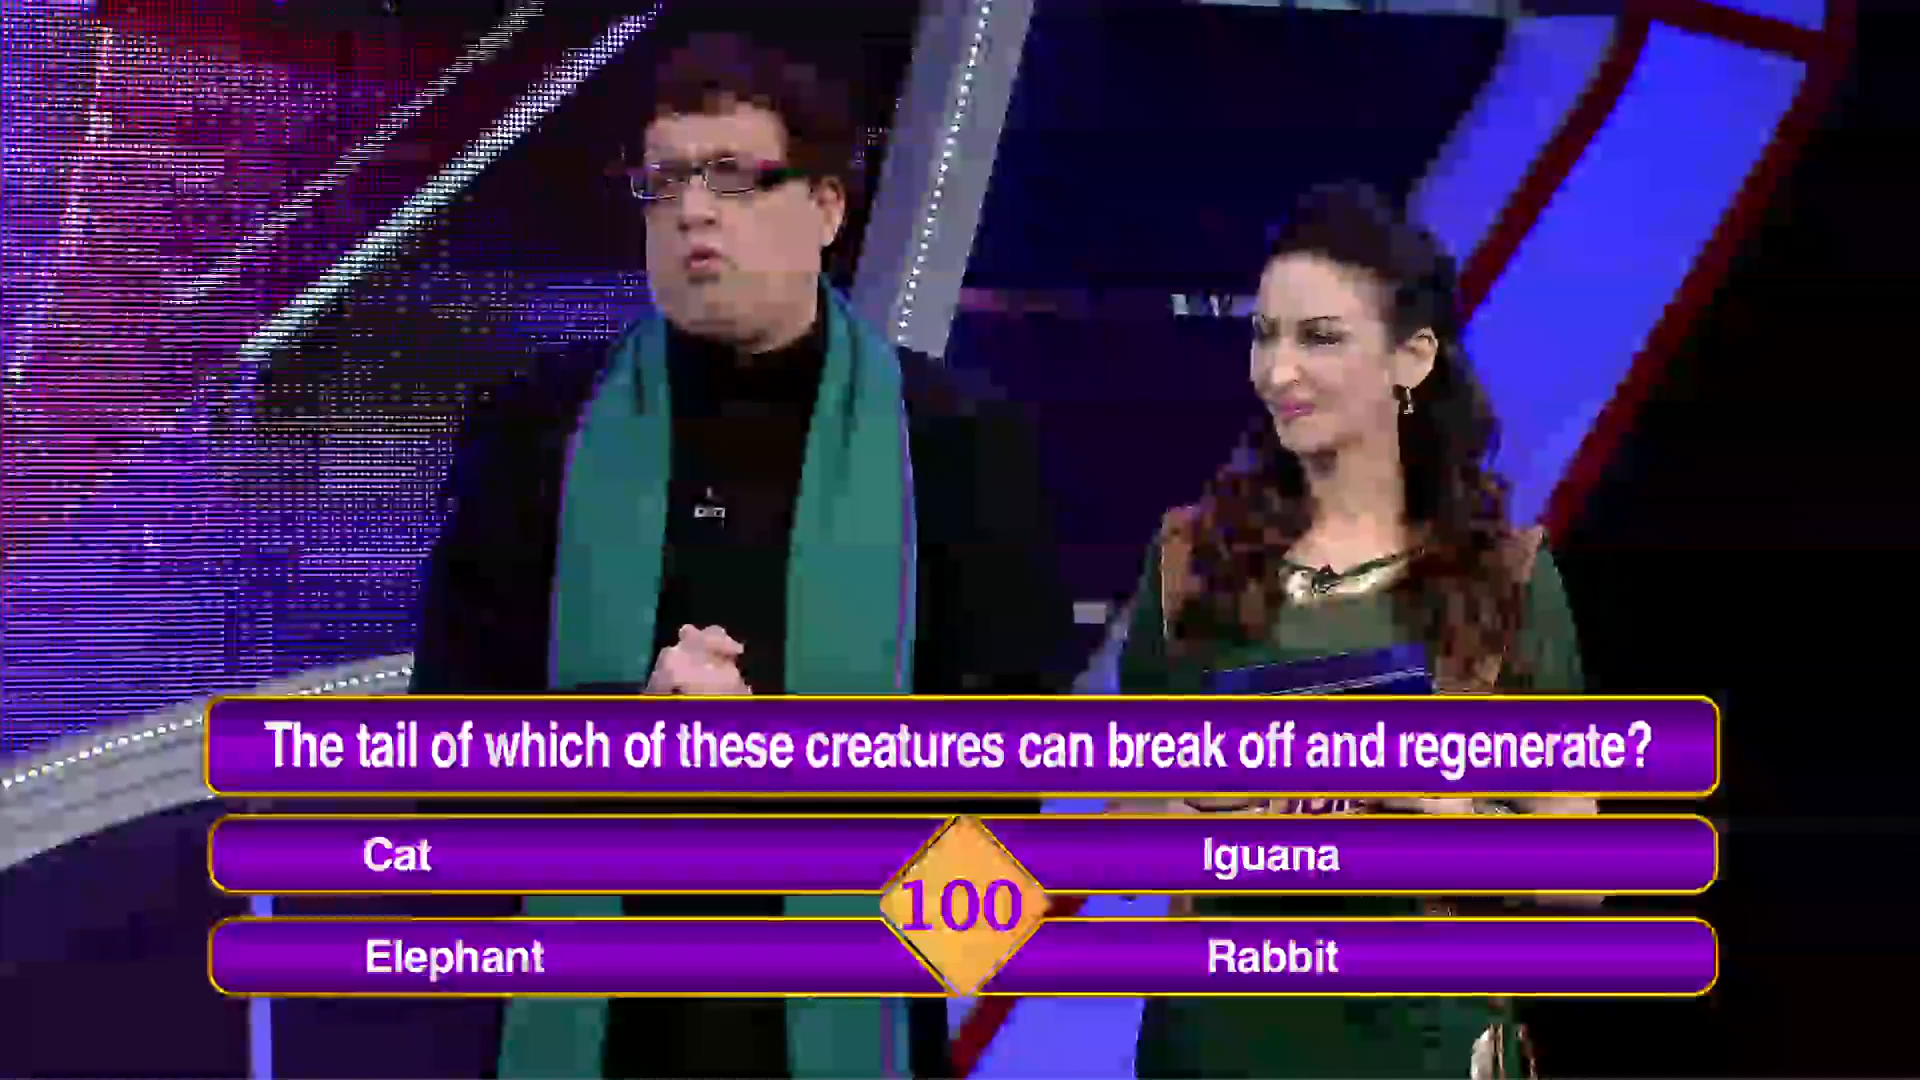 The tail of which of these creatures can break off and regenerate?
Cat
Iguana
100
Elephant
Rabbit